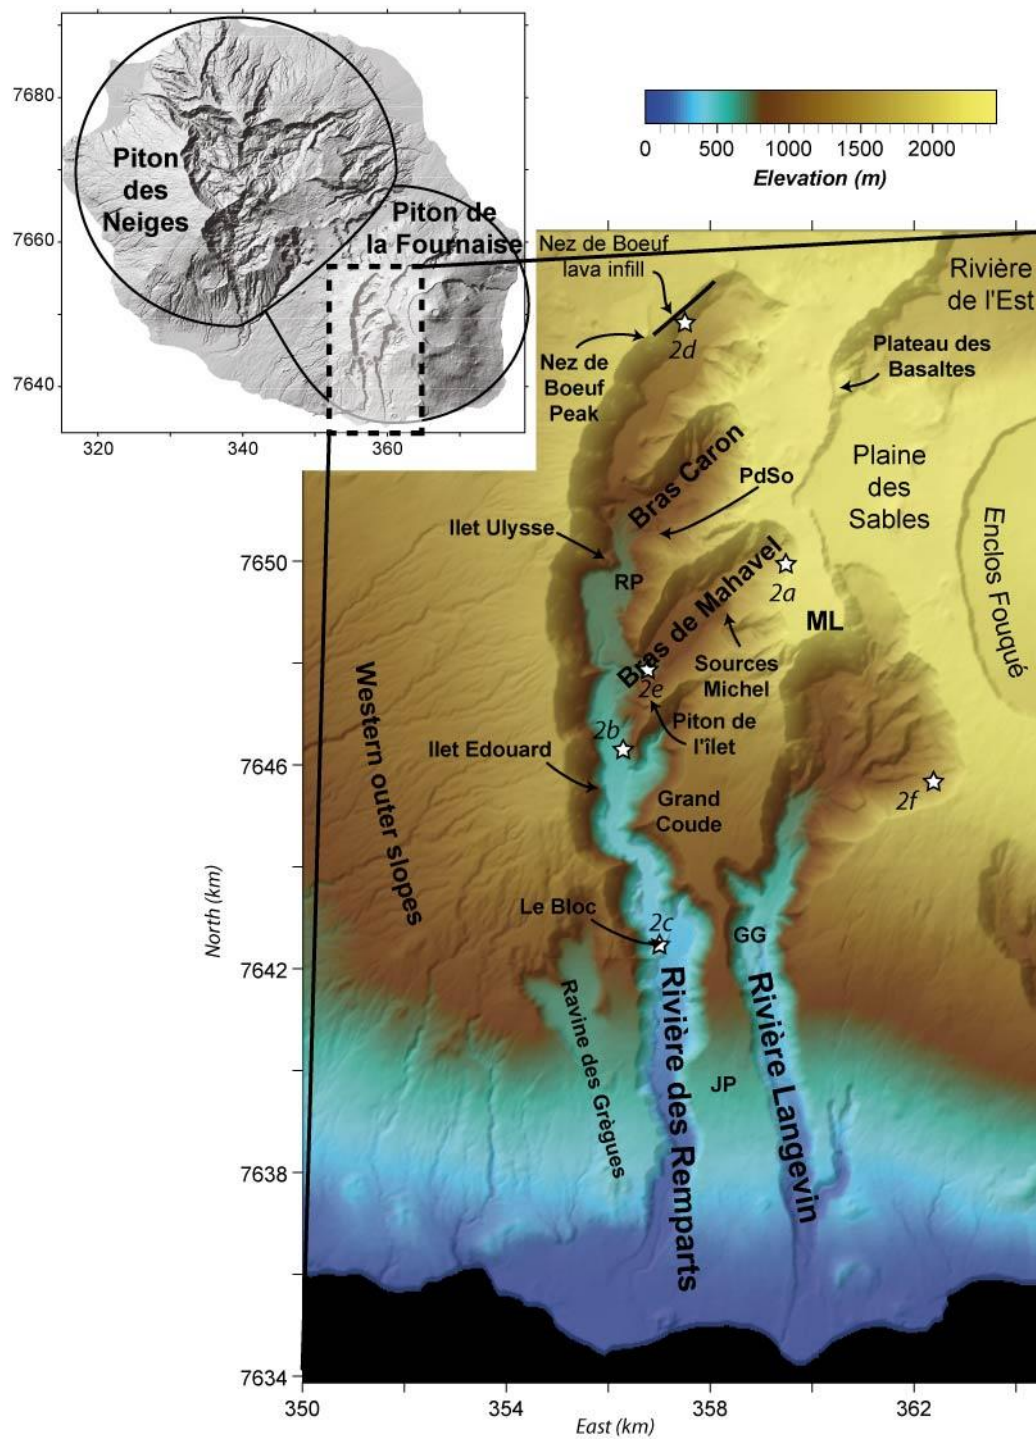 7680
7660
7640
320
340
360
Piton
des
Neiges
Piton de
la Fournaise
0
500
1000
1500
2000
Elevation (m)
Nez de Boeuf
lava infill
Rivière
de l'Est
2d
Nez de
Boeuf
Peak
Plateau des
Basaltes
Bras Caron
PdSo
Plaine
des
Sables
Ilet Ulysse
7650
RP
Bras de Mahavel
2a
ML
Enclos Fouqué
Sources
Michel
2e
Piton de
l'îlet
2b
Western outer slopes
Ilet Edouard
7646
Grand
Coude
2f
North (km)
Le Bloc
2c
GG
7642
Ravine des Grègues
Rivière des Remparts
Rivière Langevin
JP
7638
7634
350
354
358
362
East (km)